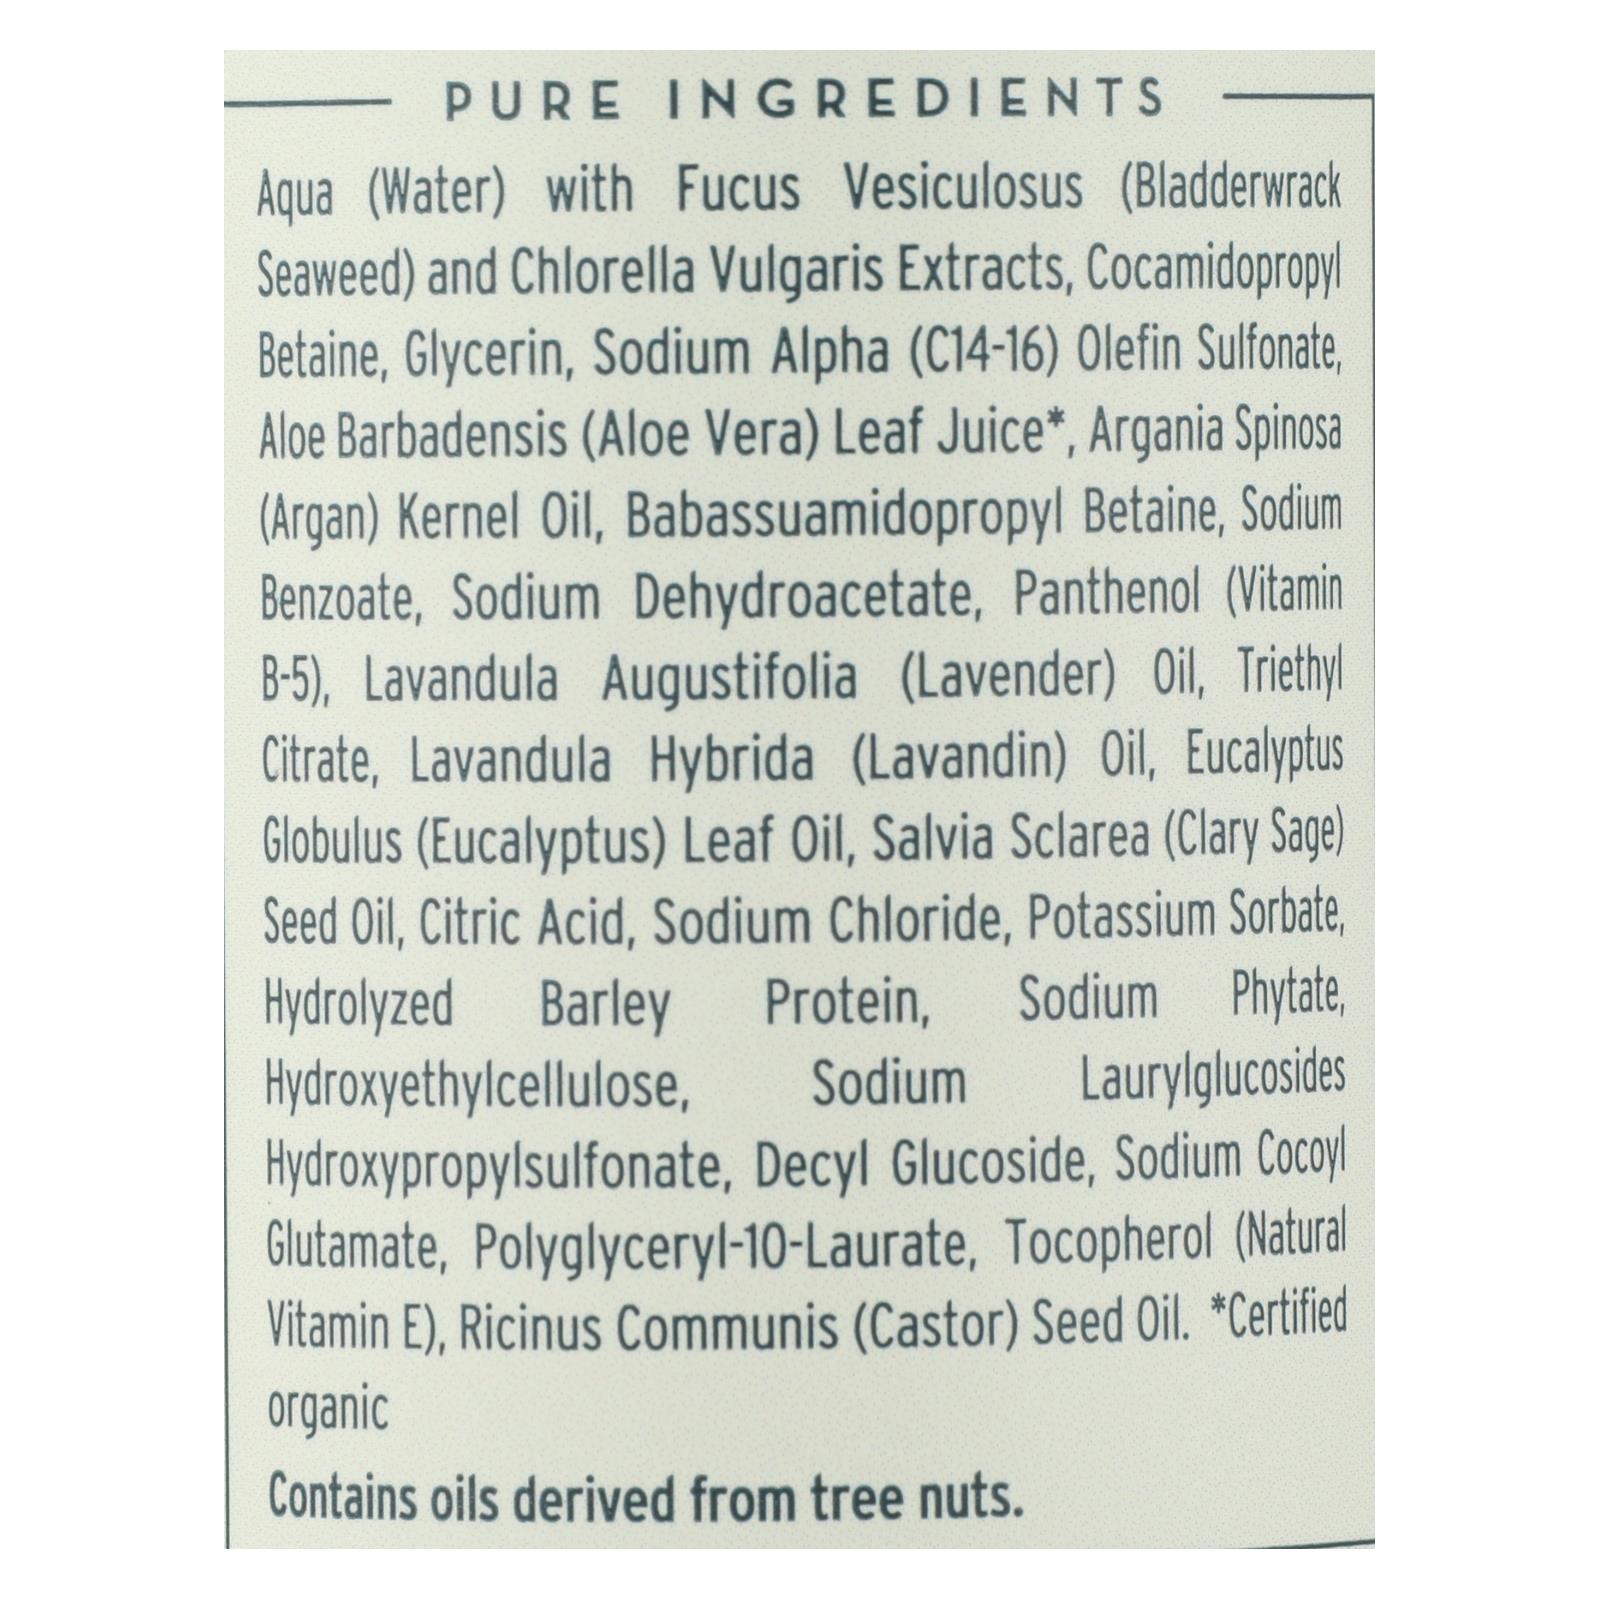 PURE INGREDIENTS
Aqua (Water) with Fucus Vesiculosus (Bladderwrack
Seaweed) and Chlorella Vulgaris Extracts, Cocamidopropyl
Betaine, Glycerin, Sodium Alpha (C14-16) Olefin Sulfonate,
Aloe Barbadensis (Aloe Vera) Leaf Juice*, Argania Spinosa
(Argan) Kernel Oil, Babassuamidopropyl Betaine, Sodium
Benzoate, Sodium Dehydroacetate, Panthenol (Vitamin
B-5), Lavandula Augustifolia (Lavender) Oil, Triethyl
Citrate, Lavandula Hybrida (Lavandin) Oil, Eucalyptus
Globulus (Eucalyptus) Leaf Oil, Salvia Sclarea (Clary Sage)
Seed Oil, Citric Acid, Sodium Chloride, Potassium Sorbate,
Hydrolyzed Barley Protein, Sodium Phytate,
Hydroxyethylcellulose, Sodium Laurylglucosides
Hydroxypropylsulfonate, Decyl Glucoside, Sodium Cocoyl
Glutamate, Polyglyceryl-10-Laurate, Tocopherol (Natural
Vitamin E), Ricinus Communis (Castor) Seed Oil. *Certified
organic
Contains oils derived from tree nuts.